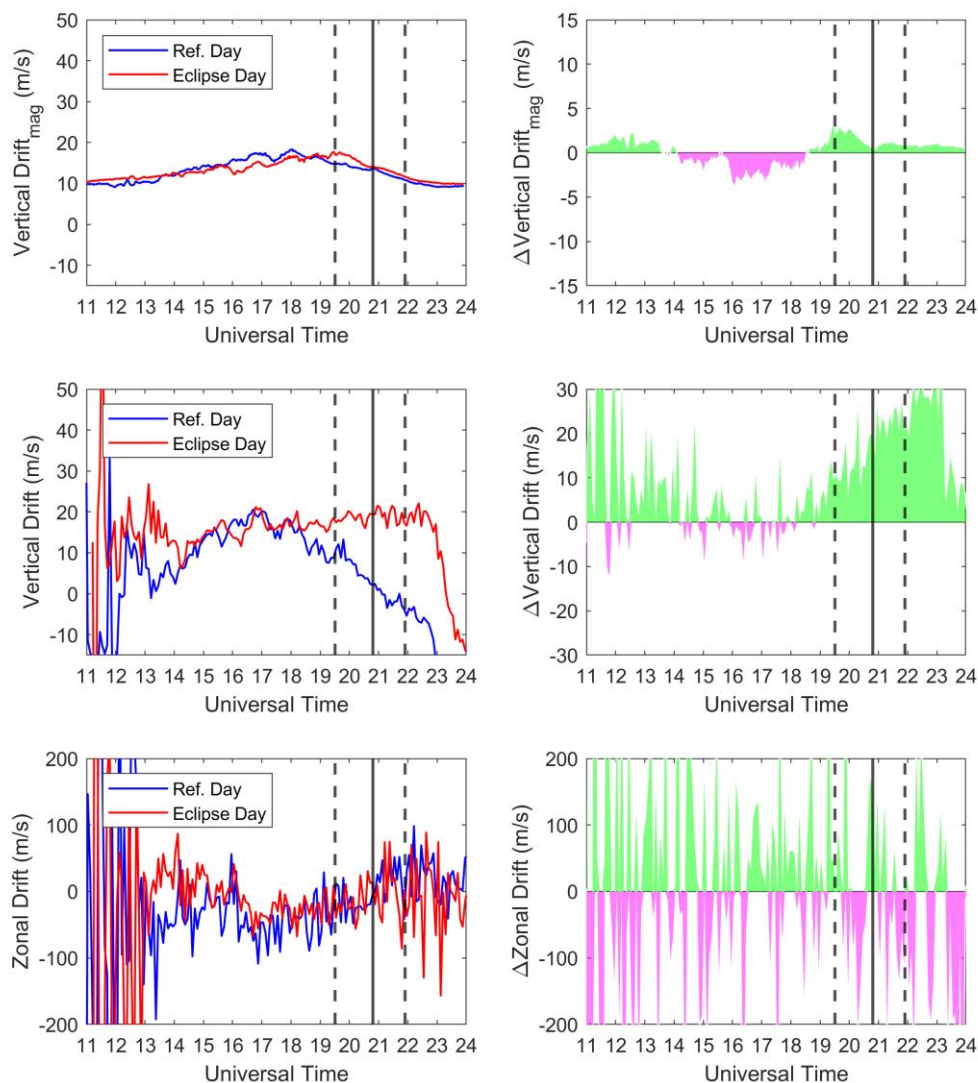 50
40
30
20
10
0
-10
Vertical Drift_mag (m/s)
Ref. Day
Eclipse Day
11 12 13 14 15 16 17 18 19 20 21 22 23 24
Universal Time
15
10
5
0
-5
-10
-15
ΔVertical Drift_mag (m/s)
11 12 13 14 15 16 17 18 19 20 21 22 23 24
Universal Time
50
40
30
20
10
0
-10
Vertical Drift (m/s)
Ref. Day
Eclipse Day
11 12 13 14 15 16 17 18 19 20 21 22 23 24
Universal Time
30
20
10
0
-10
-20
-30
ΔVertical Drift (m/s)
11 12 13 14 15 16 17 18 19 20 21 22 23 24
Universal Time
200
100
0
-100
-200
Zonal Drift (m/s)
Ref. Day
Eclipse Day
11 12 13 14 15 16 17 18 19 20 21 22 23 24
Universal Time
200
100
0
-100
-200
ΔZonal Drift (m/s)
11 12 13 14 15 16 17 18 19 20 21 22 23 24
Universal Time